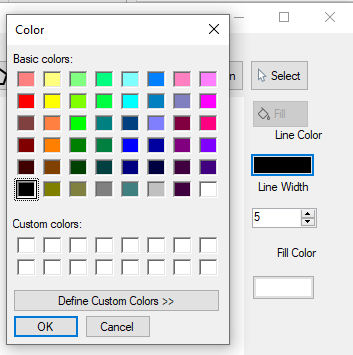 Color
Basic colors:
Custom colors:
Define Custom Colors >>
OK
Cancel
Select
Fill
Line Color
Line Width
5
Fill Color